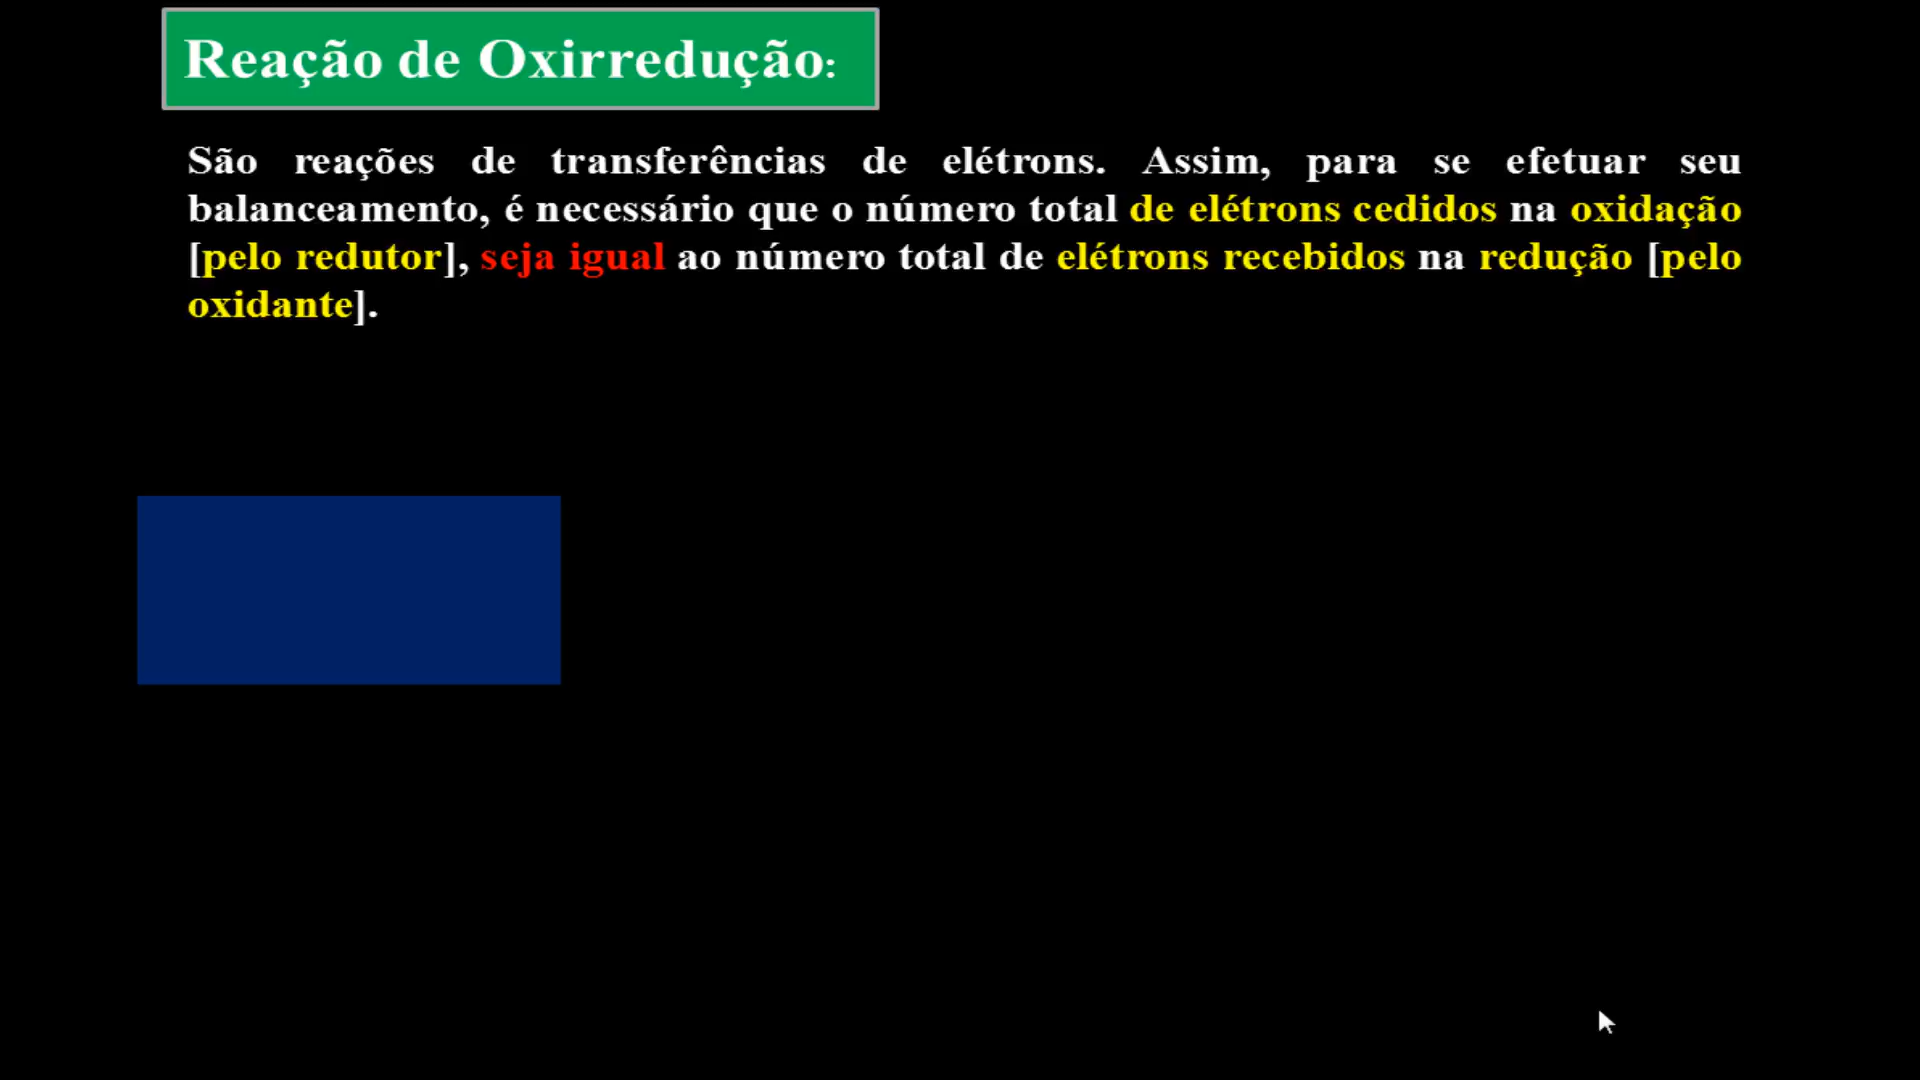 Reação de Oxirredução:
São reações de transferências de elétrons. Assim, para se efetuar seu
balanceamento, é necessário que o número total de elétrons cedidos na oxidação
[pelo redutor], seja igual ao número total de elétrons recebidos na redução [pelo
oxidante].